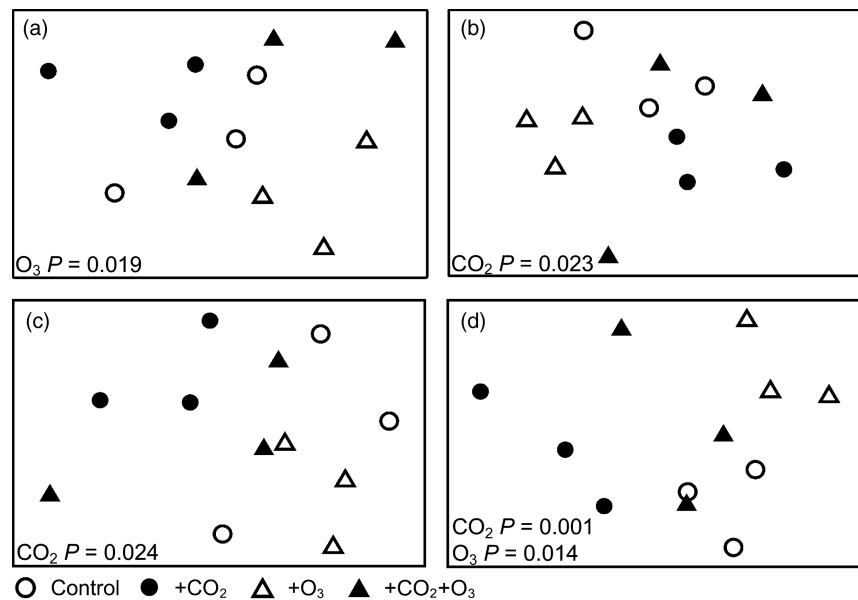 (a)
O₃ P = 0.019
(b)
CO₂ P = 0.023
(c)
CO₂ P = 0.024
(d)
CO₂ P = 0.001
O₃ P = 0.014
Control +CO₂ +O₃ +CO₂+O₃